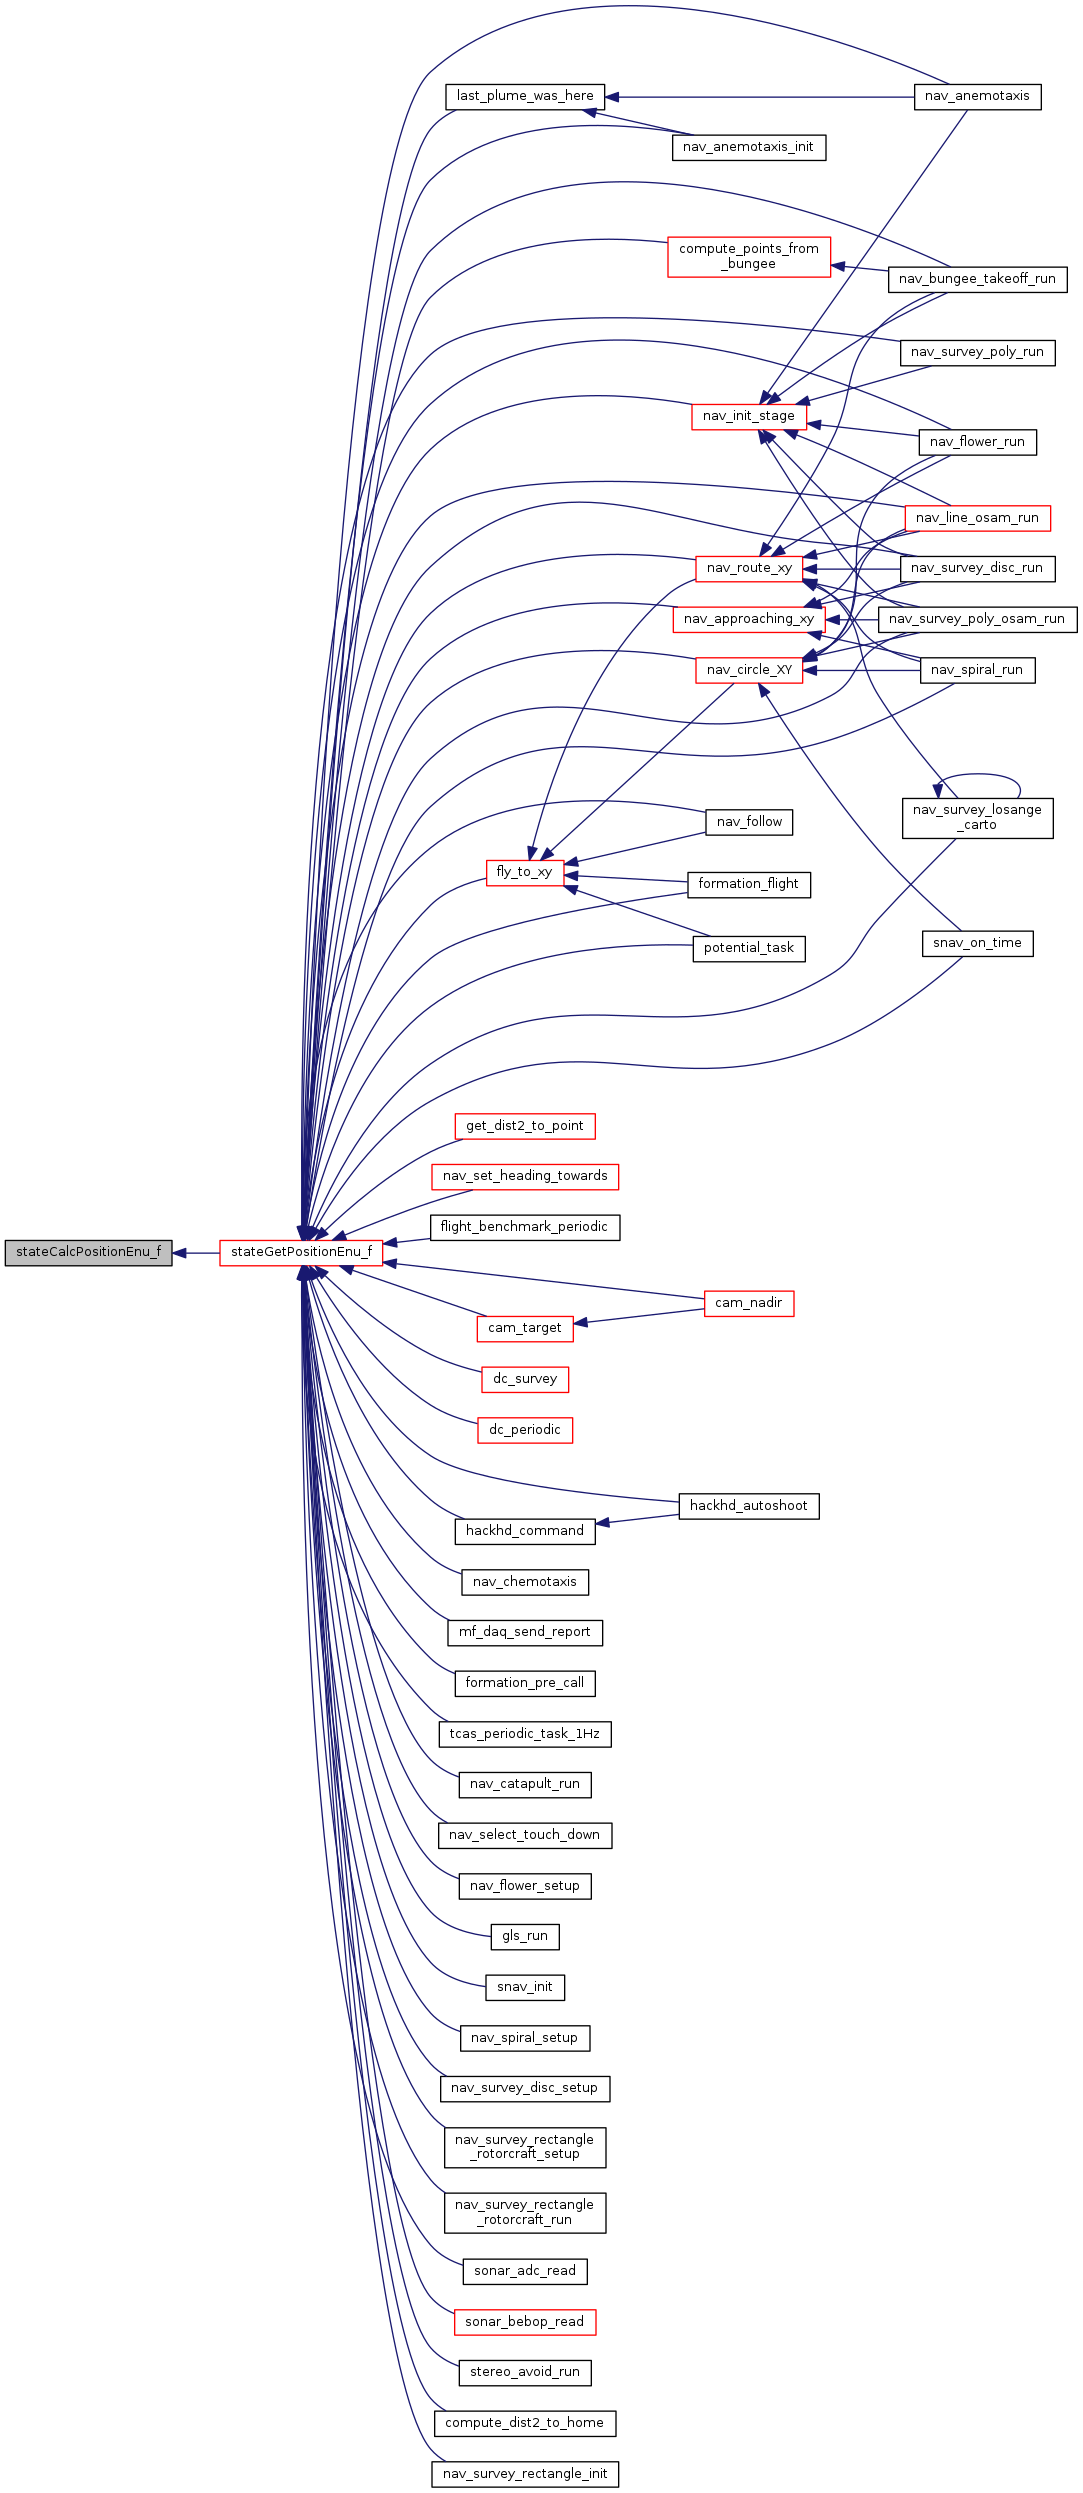 last_plume_was_here
nav_anemotaxis
nav_anemotaxis_init
compute_points_from
_bungee
nav_bungee_takeoff_run
nav_survey_poly_run
nav_init_stage
nav_flower_run
nav_line_osam_run
nav_route_xy
nav_survey_disc_run
nav_approaching_xy
nav_survey_poly_osam_run
nav_circle_XY
nav_spiral_run
nav_survey_losange
_carto
nav_follow
fly_to_xy
formation_flight
snav_on_time
potential_task
get_dist2_to_point
nav_set_heading_towards
flight_benchmark_periodic
stateCalcPositionEnu_f
stateGetPositionEnu_f
cam_nadir
cam_target
dc_survey
dc_periodic
hackhd_autoshoot
hackhd_command
nav_chemotaxis
mf_daq_send_report
formation_pre_call
tcas_periodic_task_1Hz
nav_catapult_run
nav_select_touch_down
nav_flower_setup
gls_run
snav_init
nav_spiral_setup
nav_survey_disc_setup
nav_survey_rectangle
_rotorcraft_setup
nav_survey_rectangle
_rotorcraft_run
sonar_adc_read
sonar_bebop_read
stereo_avoid_run
compute_dist2_to_home
nav_survey_rectangle_init